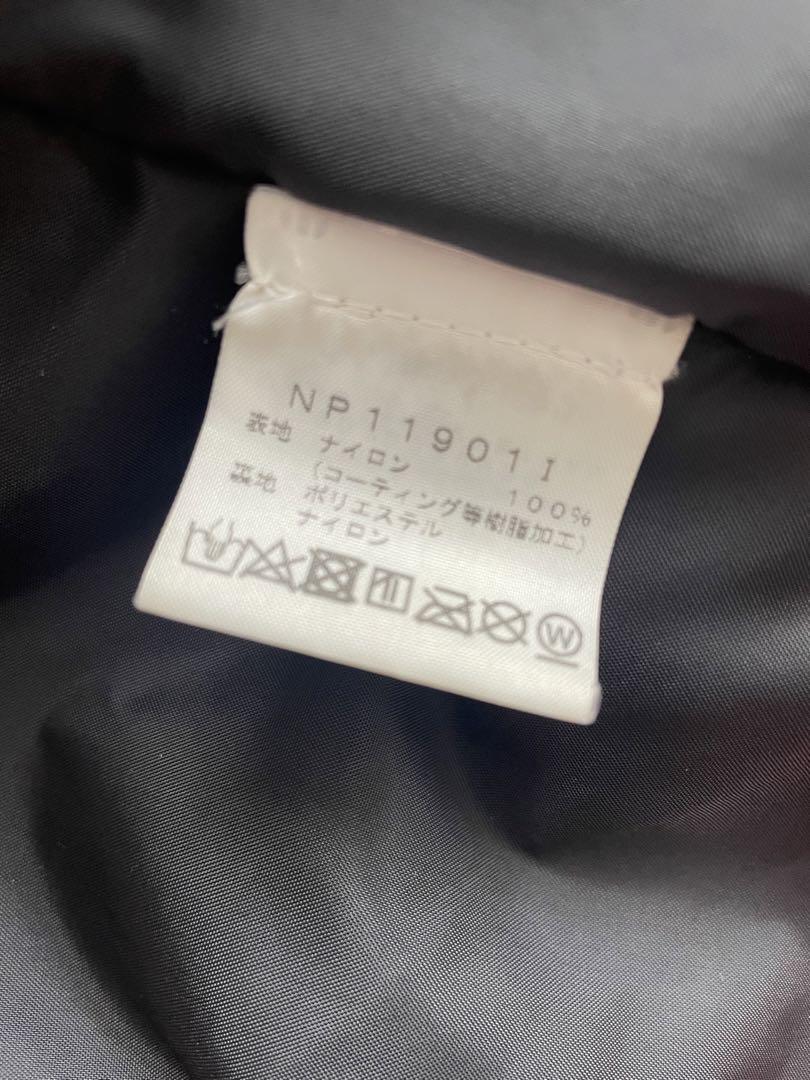 NP11901I
表地 ナイロン 100%
(コーティング等樹脂加工)
裏地 ポリエステル
ナイロン
W